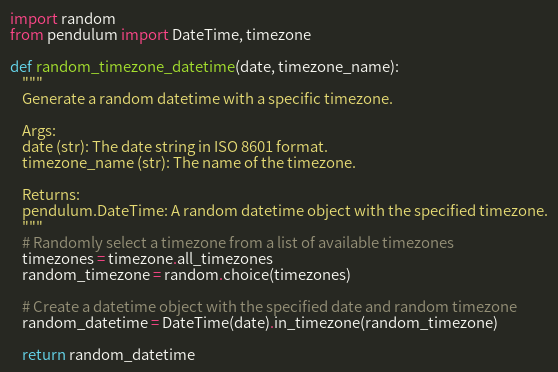 import random
from pendulum import DateTime, timezone

def random_timezone_datetime(date, timezone_name):
    """
    Generate a random datetime with a specific timezone.

    Args:
    date (str): The date string in ISO 8601 format.
    timezone_name (str): The name of the timezone.

    Returns:
    pendulum.DateTime: A random datetime object with the specified timezone.
    """
    # Randomly select a timezone from a list of available timezones
    timezones = timezone.all_timezones
    random_timezone = random.choice(timezones)

    # Create a datetime object with the specified date and random timezone
    random_datetime = DateTime(date).in_timezone(random_timezone)

    return random_datetime